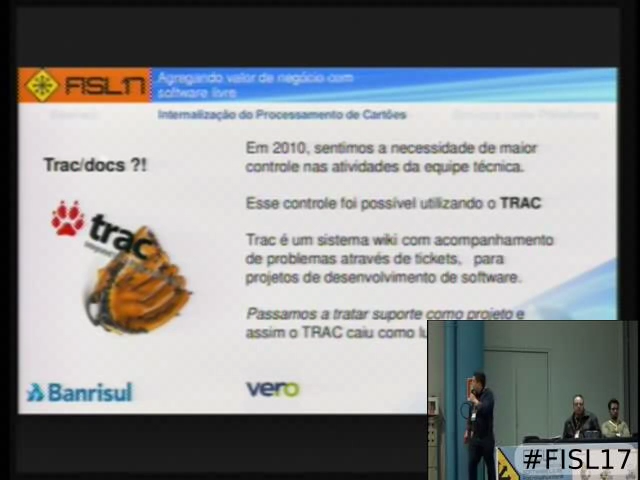 FISL17
Agregando valor de negócio com
software livre
Internalização do Processamento de Cartões
Trac/docs ?!
Em 2010, sentimos a necessidade de maior
controle nas atividades da equipe técnica.
Esse controle foi possível utilizando o TRAC
Trac é um sistema wiki com acompanhamento
de problemas através de tickets, para
projetos de desenvolvimento de software.
Passamos a tratar suporte como projeto e
assim o TRAC caiu como
trac
Banrisul
vero
#FISL17